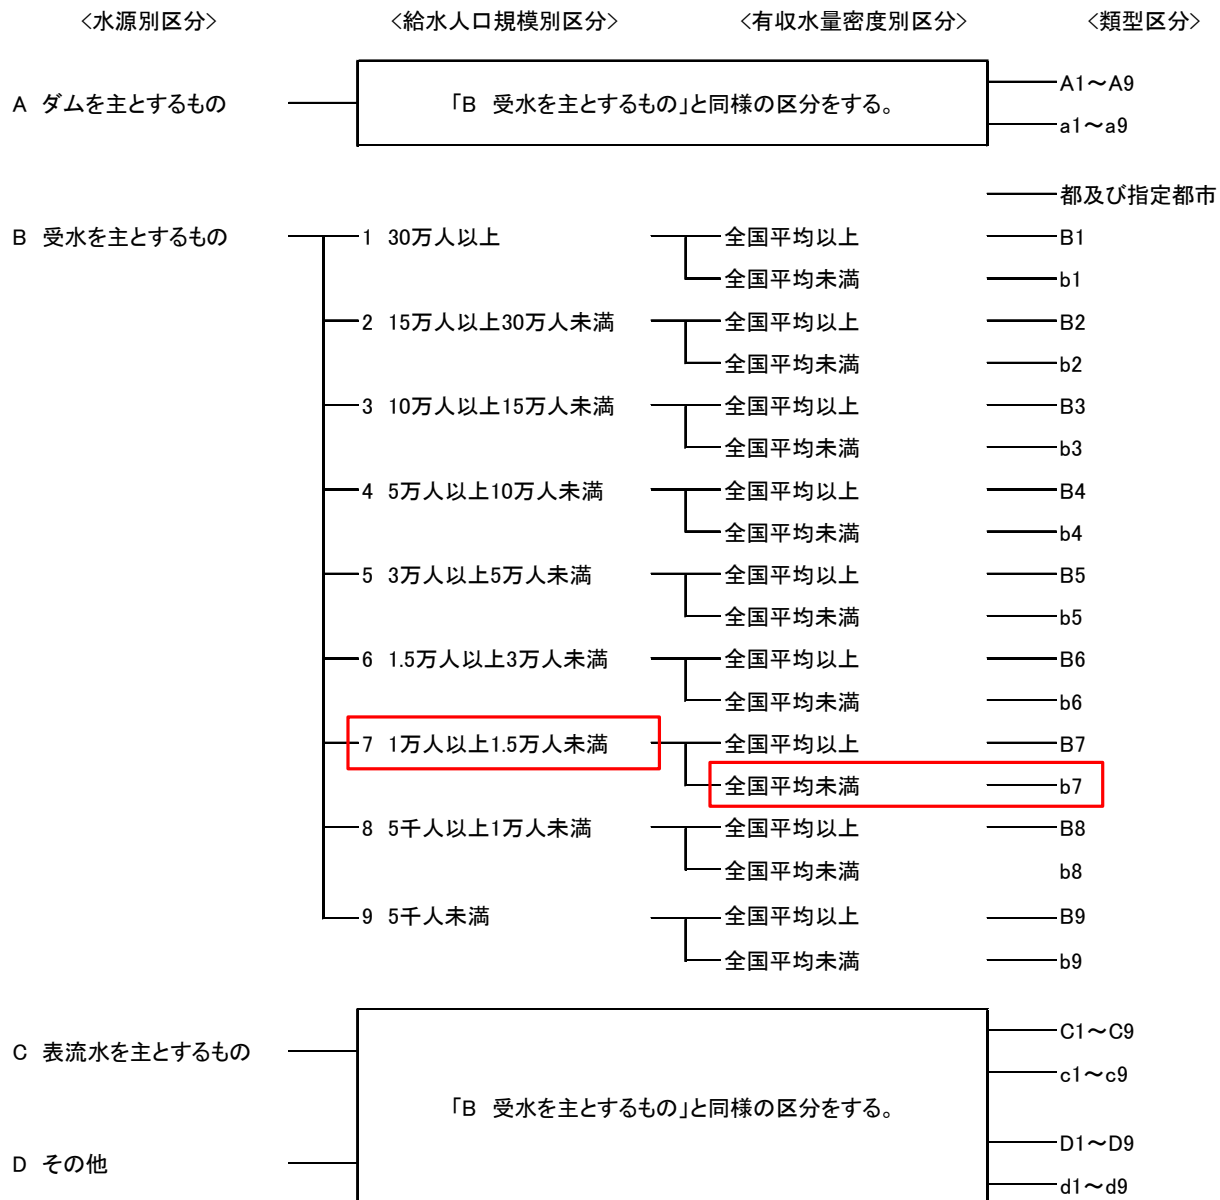 <水源別区分> <給水人口規模別区分> <有収水量密度別区分> <類型区分>
A ダムを主とするもの 「B 受水を主とするもの」と同様の区分をする。 A1～A9
a1～a9
都及び指定都市
B 受水を主とするもの 1 30万人以上 全国平均以上 B1
全国平均未満 b1
2 15万人以上30万人未満 全国平均以上 B2
全国平均未満 b2
3 10万人以上15万人未満 全国平均以上 B3
全国平均未満 b3
4 5万人以上10万人未満 全国平均以上 B4
全国平均未満 b4
5 3万人以上5万人未満 全国平均以上 B5
全国平均未満 b5
6 1.5万人以上3万人未満 全国平均以上 B6
全国平均未満 b6
7 1万人以上1.5万人未満 全国平均以上 B7
全国平均未満 b7
8 5千人以上1万人未満 全国平均以上 B8
全国平均未満 b8
9 5千人未満 全国平均以上 B9
全国平均未満 b9
C 表流水を主とするもの C1～C9
c1～c9
「B 受水を主とするもの」と同様の区分をする。
D その他 D1～D9
d1～d9